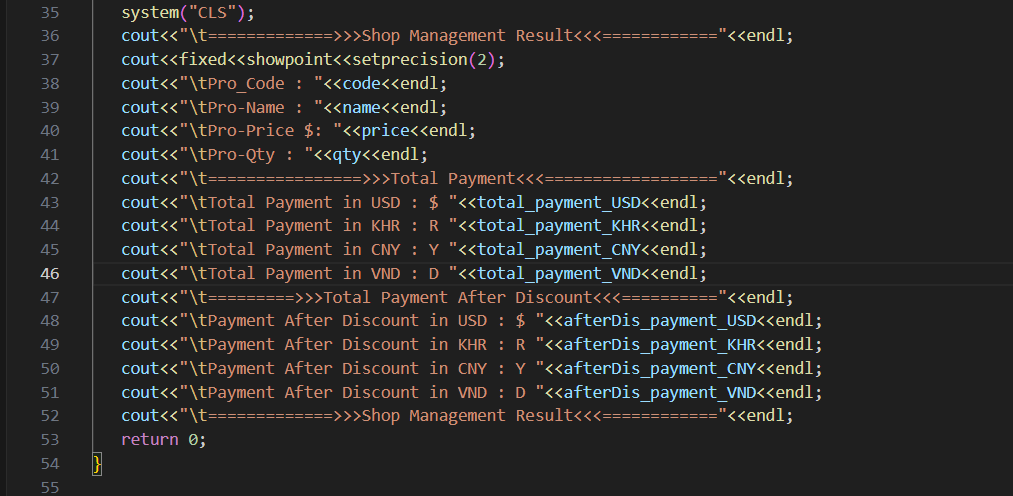 35 system("CLS");
36 cout<<"\t=============>>>Shop Management Result<<<============"<<endl;
37 cout<<fixed<<showpoint<<setprecision(2);
38 cout<<"\tPro_Code : "<<code<<endl;
39 cout<<"\tPro-Name : "<<name<<endl;
40 cout<<"\tPro-Price $: "<<price<<endl;
41 cout<<"\tPro-Qty : "<<qty<<endl;
42 cout<<"\t================>>>Total Payment<<<=================="<<endl;
43 cout<<"\tTotal Payment in USD : $ "<<total_payment_USD<<endl;
44 cout<<"\tTotal Payment in KHR : R "<<total_payment_KHR<<endl;
45 cout<<"\tTotal Payment in CNY : Y "<<total_payment_CNY<<endl;
46 cout<<"\tTotal Payment in VND : D "<<total_payment_VND<<endl;
47 cout<<"\t=========>>>Total Payment After Discount<<<=========="<<endl;
48 cout<<"\tPayment After Discount in USD : $ "<<afterDis_payment_USD<<endl;
49 cout<<"\tPayment After Discount in KHR : R "<<afterDis_payment_KHR<<endl;
50 cout<<"\tPayment After Discount in CNY : Y "<<afterDis_payment_CNY<<endl;
51 cout<<"\tPayment After Discount in VND : D "<<afterDis_payment_VND<<endl;
52 cout<<"\t=============>>>Shop Management Result<<<============"<<endl;
53 return 0;
54 }
55